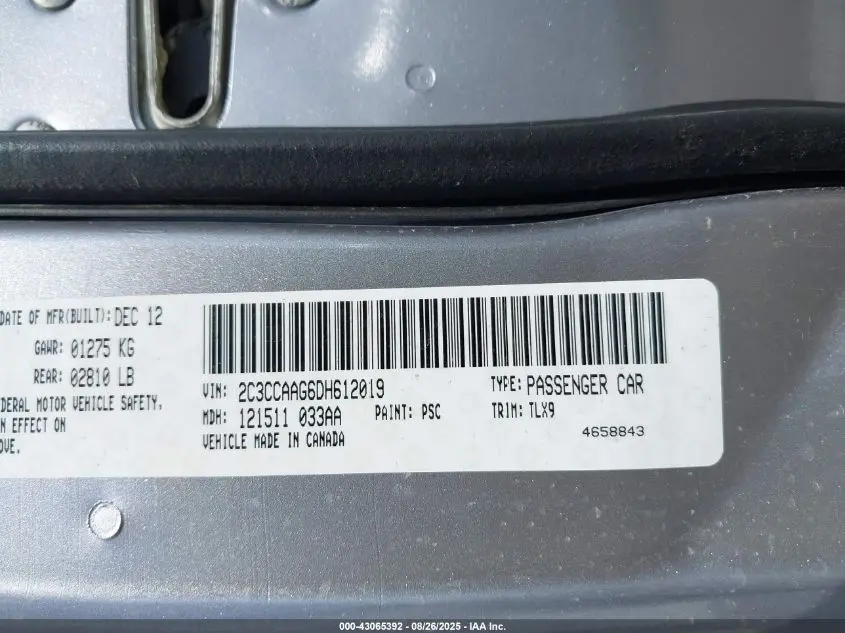 DATE OF MFR(BUILT): DEC 12
GAWR: 01275 KG
REAR: 02810 LB
EDERAL MOTOR VEHICLE SAFETY,
N EFFECT ON
OVE.
VIN: 2C3CCAAG6DH612019 TYPE: PASSENGER CAR
MDH: 121511 033AA PAINT: PSC TRIM: TLX9
VEHICLE MADE IN CANADA
4658843
000-43065392 - 08/26/2025 - IAA Inc.